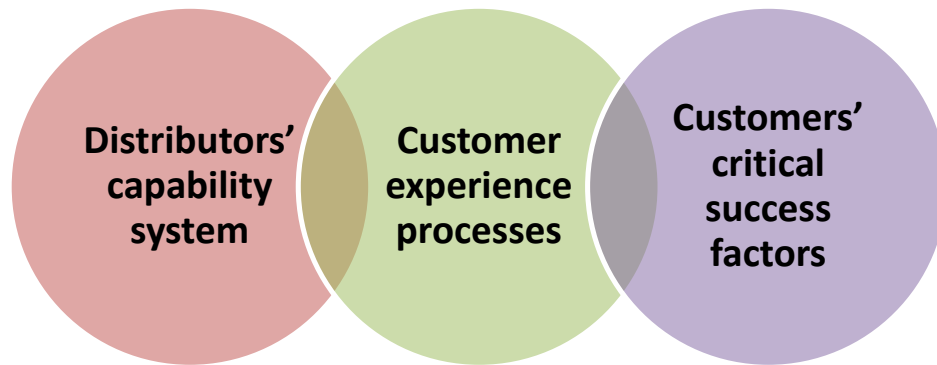 Distributors’
capability
system
Customer
experience
processes
Customers’
critical
success
factors